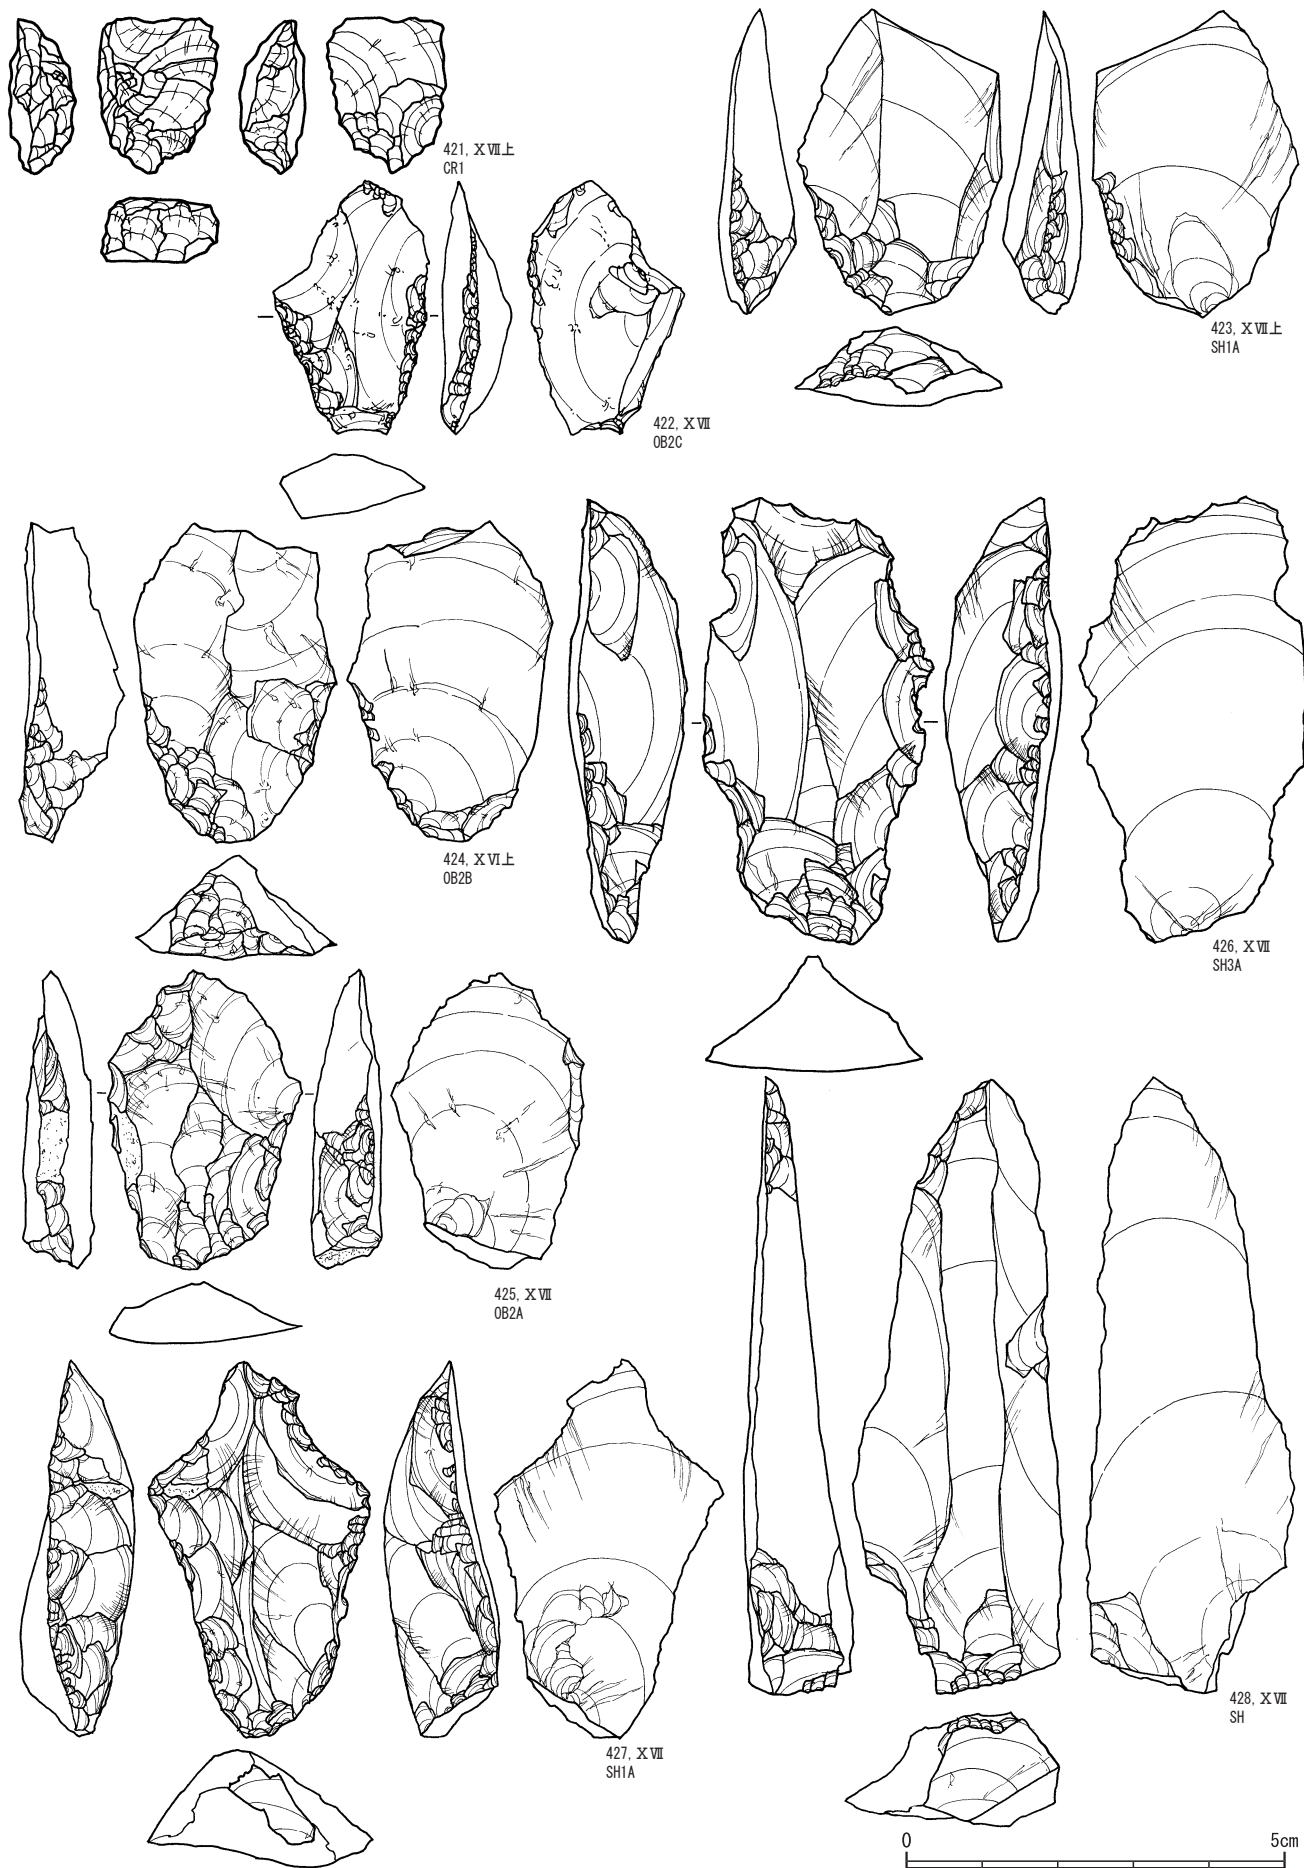 421, XⅦ上
CR1
422, XⅦ
OB2C
423, XⅦ上
SH1A
424, XⅥ上
OB2B
426, XⅦ
SH3A
425, XⅦ
OB2A
427, XⅦ
SH1A
428, XⅦ
SH
0 5cm